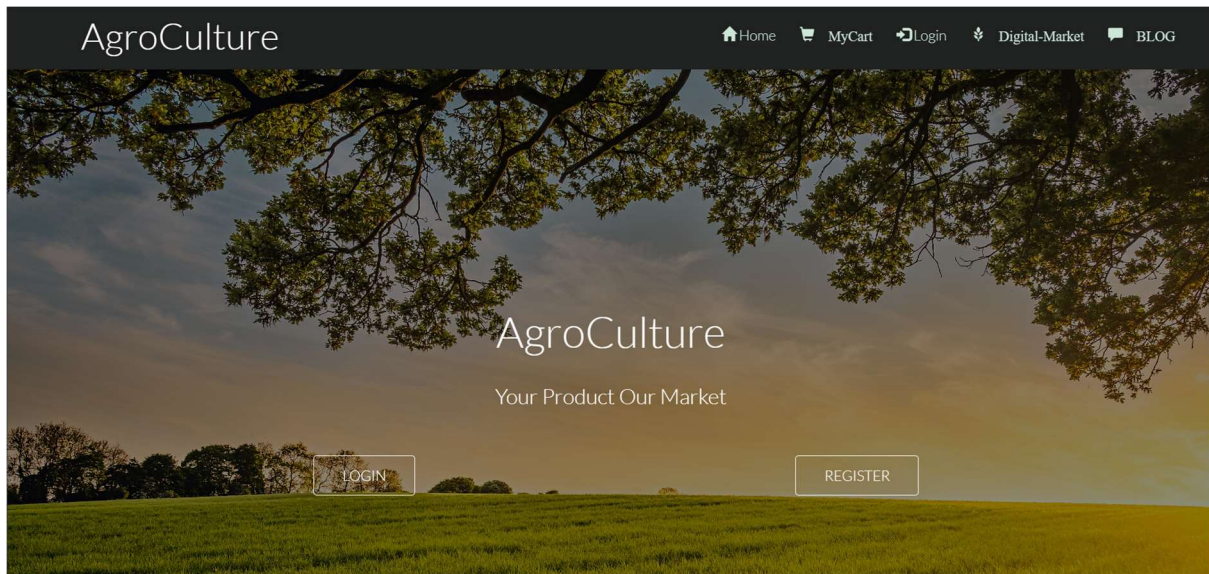 AgroCulture
Home MyCart Login Digital-Market BLOG
AgroCulture
Your Product Our Market
LOGIN REGISTER